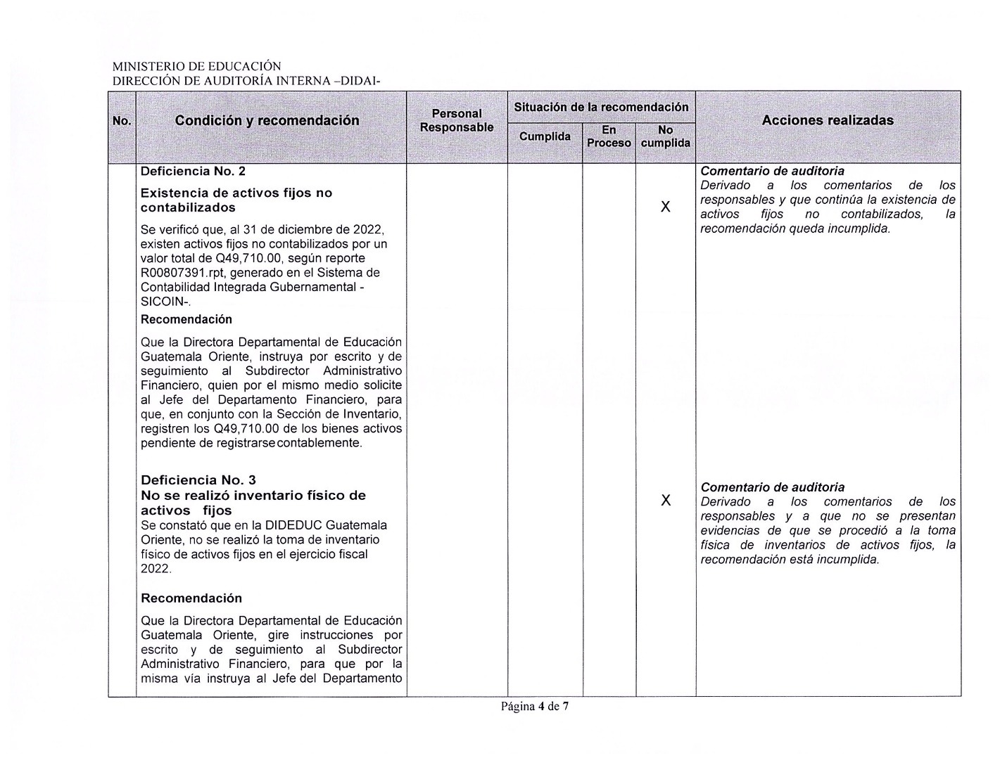 MINISTERIO DE EDUCACIÓN
DIRECCIÓN DE AUDITORÍA INTERNA –DIDAI-
No.
Condición y recomendación
Personal
Responsable
Situación de la recomendación
Cumplida
En
Proceso
No
cumplida
Acciones realizadas
Deficiencia No. 2
Existencia de activos fijos no
contabilizados
Se verificó que, al 31 de diciembre de 2022,
existen activos fijos no contabilizados por un
valor total de Q49,710.00, según reporte
R00807391.rpt, generado en el Sistema de
Contabilidad Integrada Gubernamental -
SICOIN-.
Recomendación
Que la Directora Departamental de Educación
Guatemala Oriente, instruya por escrito y de
seguimiento al Subdirector Administrativo
Financiero, quien por el mismo medio solicite
al Jefe del Departamento Financiero, para
que, en conjunto con la Sección de Inventario,
registren los Q49,710.00 de los bienes activos
pendiente de registrarse contablemente.
X
Comentario de auditoria
Derivado a los comentarios de los
responsables y que continúa la existencia de
activos fijos no contabilizados, la
recomendación queda incumplida.
Deficiencia No. 3
No se realizó inventario físico de
activos fijos
Se constató que en la DIDEDUC Guatemala
Oriente, no se realizó la toma de inventario
físico de activos fijos en el ejercicio fiscal
2022.
Recomendación
Que la Directora Departamental de Educación
Guatemala Oriente, gire instrucciones por
escrito y de seguimiento al Subdirector
Administrativo Financiero, para que por la
misma vía instruya al Jefe del Departamento
X
Comentario de auditoria
Derivado a los comentarios de los
responsables y a que no se presentan
evidencias de que se procedió a la toma
física de inventarios de activos fijos, la
recomendación está incumplida.
Página 4 de 7